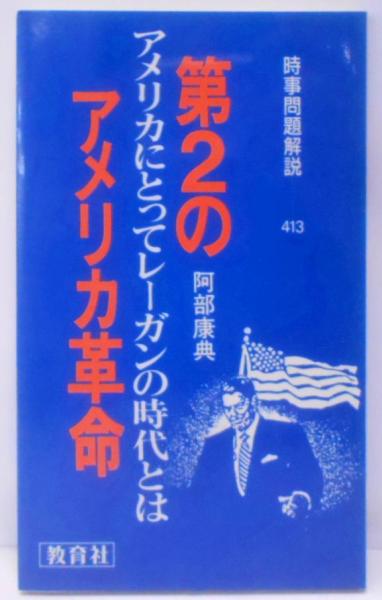 時事問題解説
413
第2の
アメリカ革命
アメリカにとってレーガンの時代とは
阿部康典
教育社